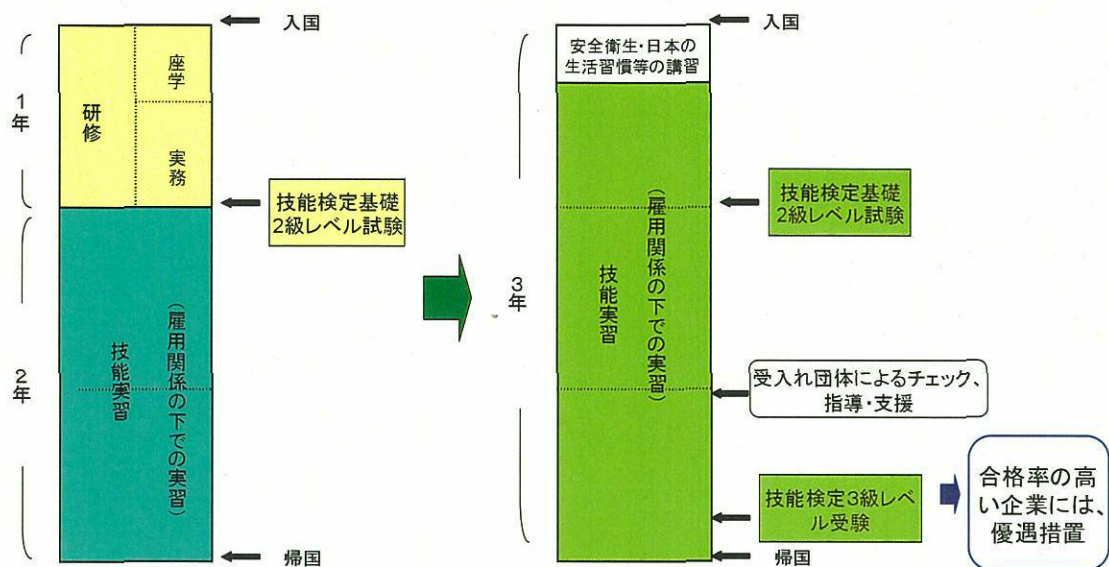 入国
1年
研修
座学
実務
技能検定基礎
2級レベル試験
2年
技能実習
(雇用関係の下での実習)
帰国
入国
安全衛生・日本の
生活習慣等の講習
3年
技能実習
(雇用関係の下での実習)
技能検定基礎
2級レベル試験
受入れ団体によるチェック、
指導・支援
技能検定3級レベ
ル受験
合格率の高
い企業には、
優遇措置
帰国